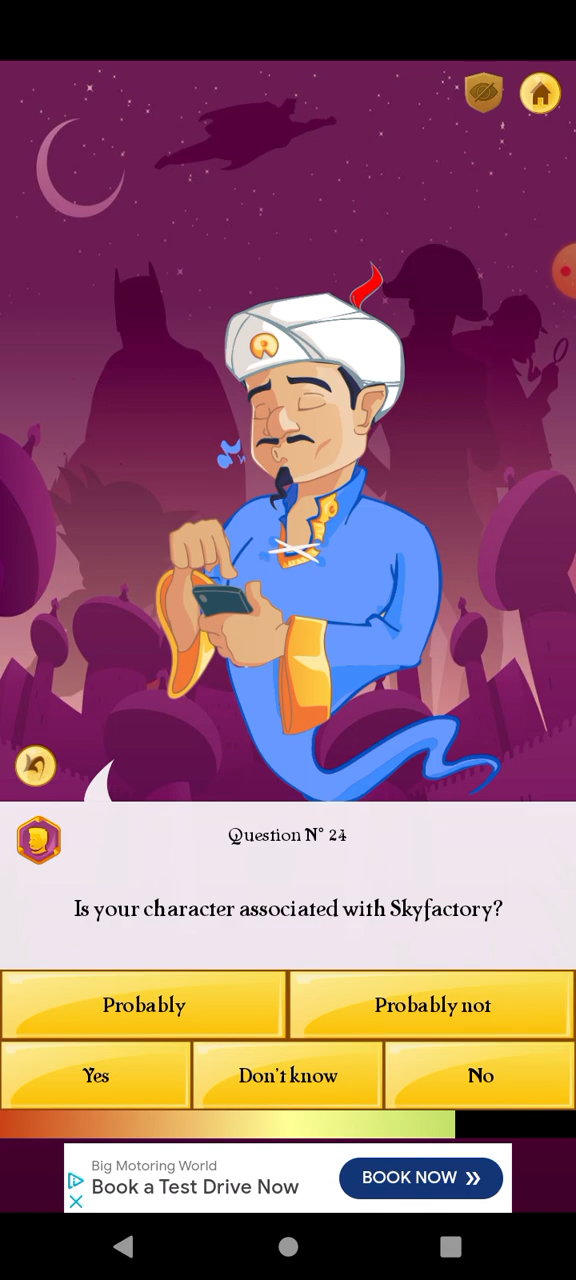 Question N° 24
Is your character associated with Skyfactory?
Probably
Probably not
Yes
Don't know
No
Big Motoring World
Book a Test Drive Now
BOOK NOW »